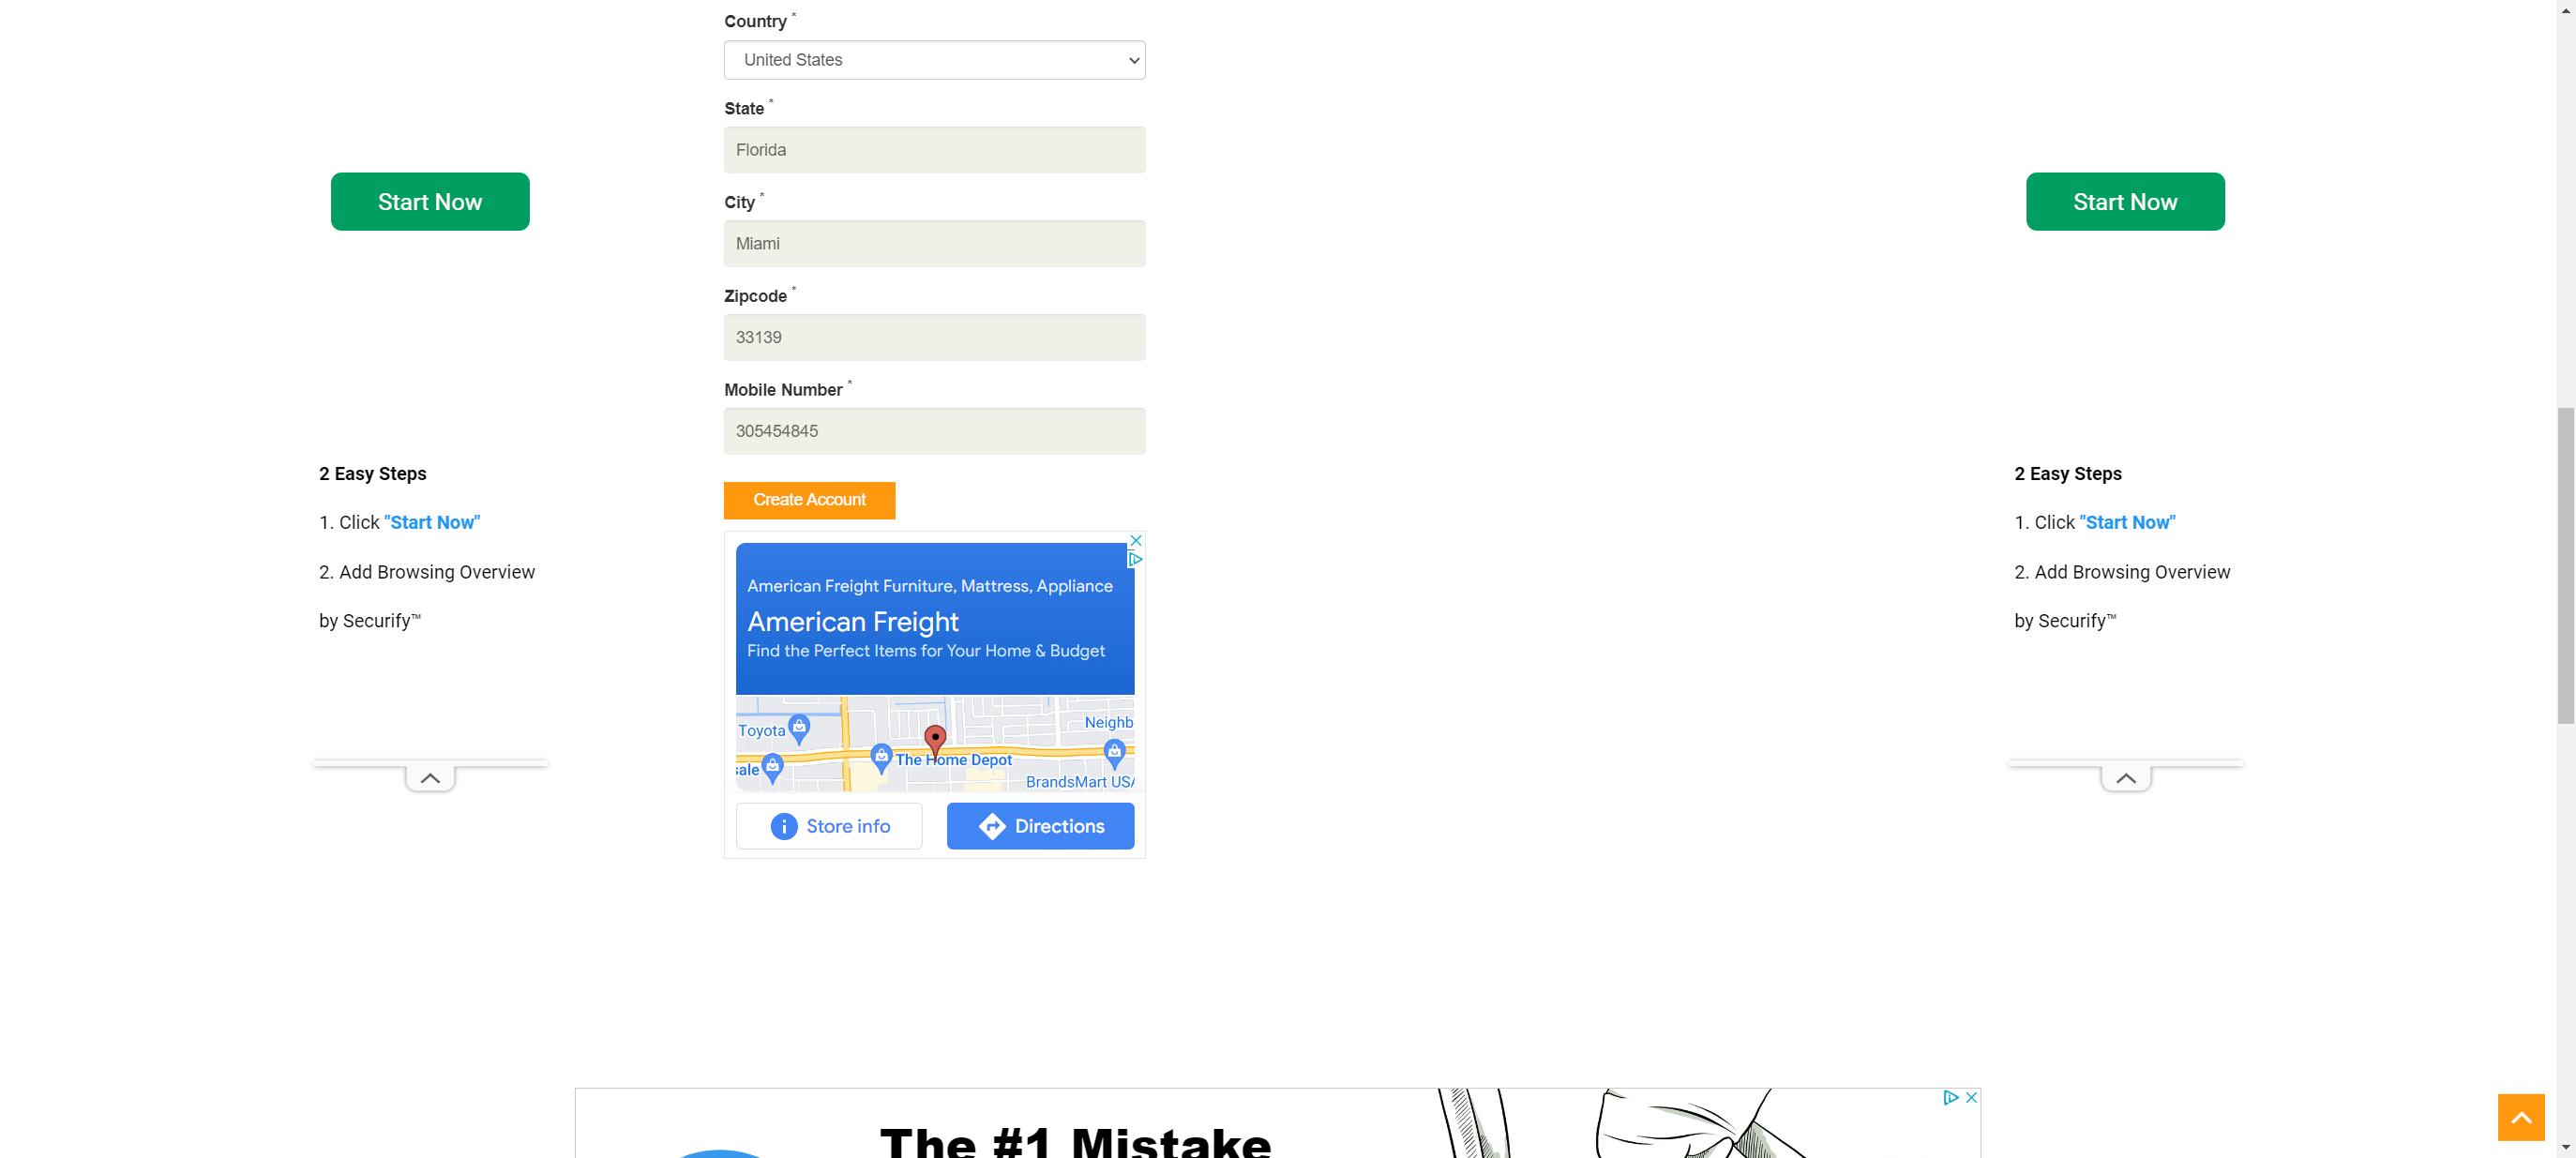 Country *
United States
State *
Florida
City *
Miami
Zipcode *
33139
Mobile Number *
305454845
Create Account
Start Now
2 Easy Steps
1. Click "Start Now"
2. Add Browsing Overview
by Securify™
American Freight Furniture, Mattress, Appliance
American Freight
Find the Perfect Items for Your Home & Budget
Toyota
Neighb
sale
The Home Depot
BrandsMart USA
Store info
Directions
Start Now
2 Easy Steps
1. Click "Start Now"
2. Add Browsing Overview
by Securify™
The #1 Mistake